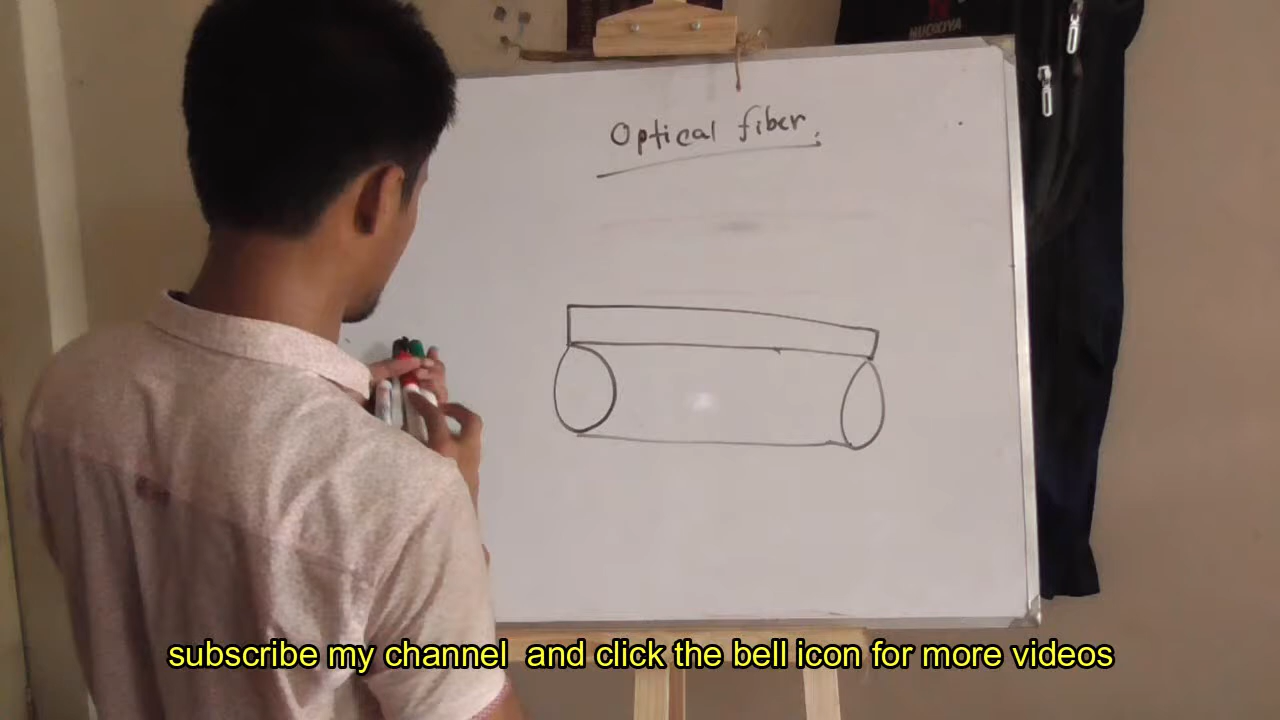 Optical fiber.
subscribe my channel and click the bell icon for more videos